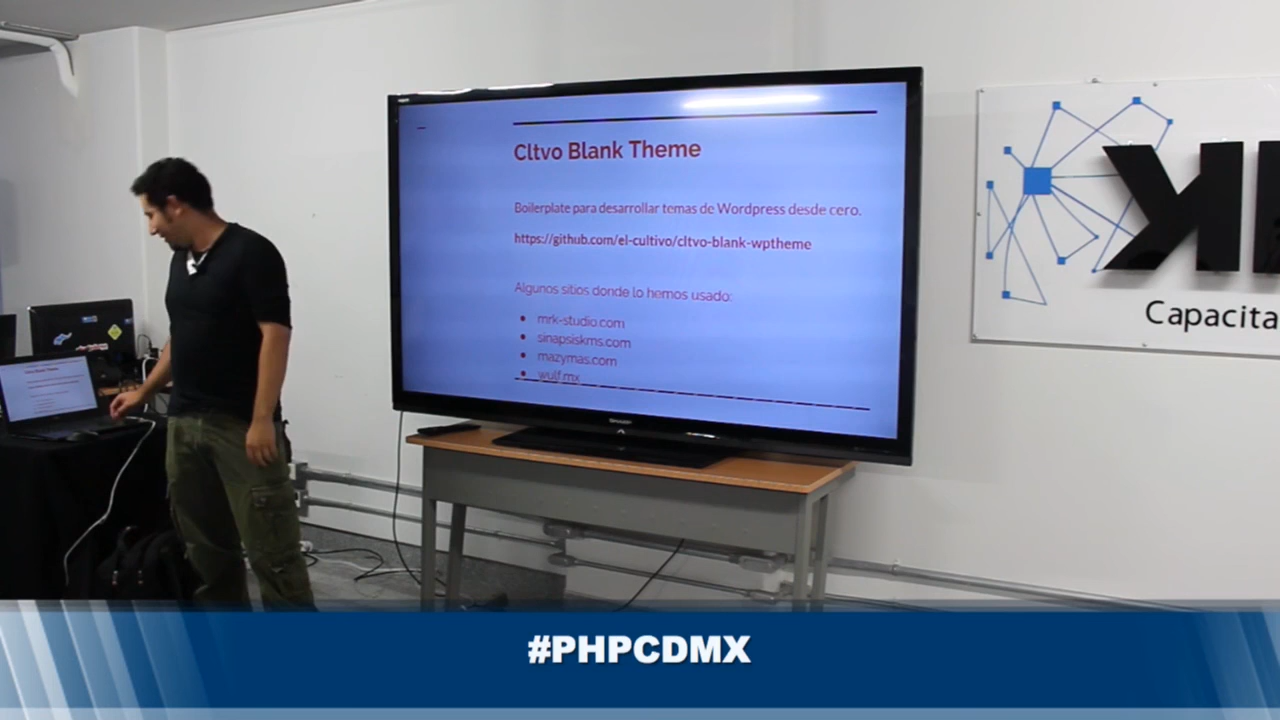 Cltvo Blank Theme
Boilerplate para desarrollar temas de Wordpress desde cero.
https://github.com/el-cultivo/cltvo-blank-wptheme
Algunos sitios donde lo hemos usado:
mrk-studio.com
sinapsiskms.com
mazymas.com
wulf.mx
SHARP
Capacita
#PHPCDMX